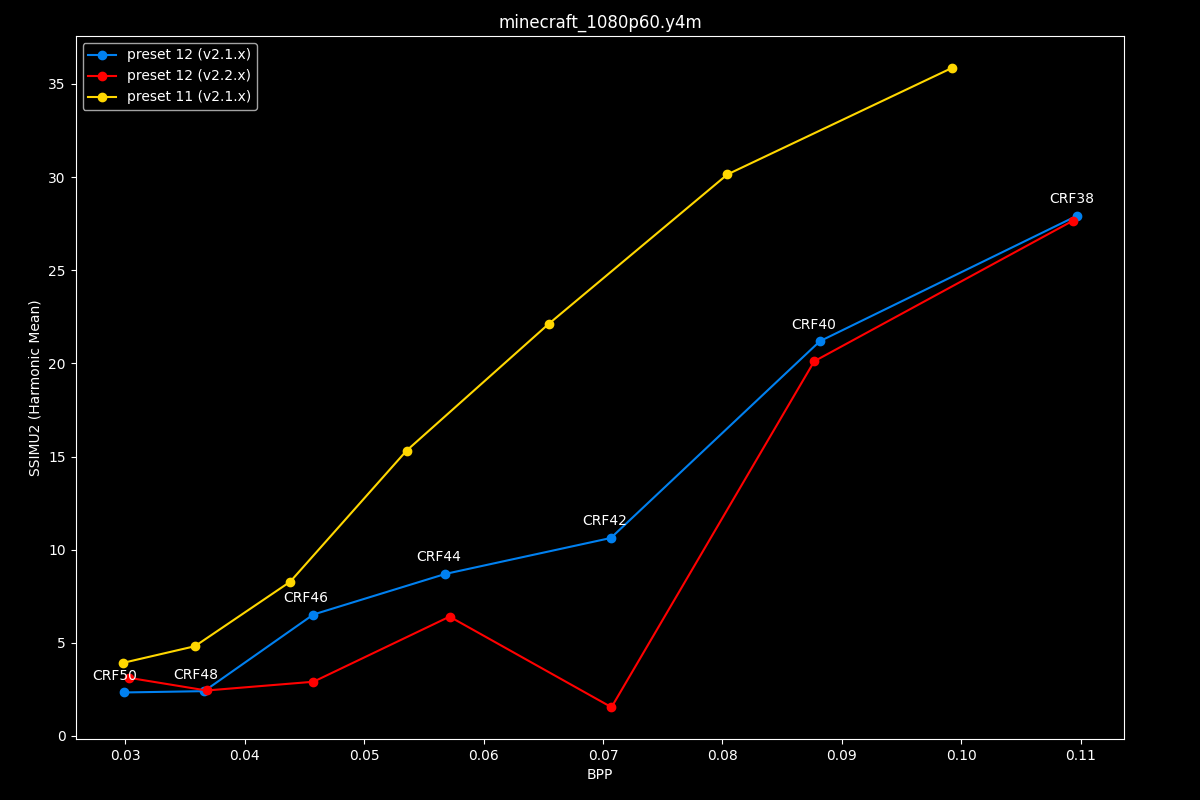 minecraft_1080p60.y4m
preset 12 (v2.1.x)
preset 12 (v2.2.x)
preset 11 (v2.1.x)
CRF38
CRF40
CRF42
CRF44
CRF46
CRF48
CRF50
SSIMU2 (Harmonic Mean)
35
30
25
20
15
10
5
0
0.03 0.04 0.05 0.06 0.07 0.08 0.09 0.10 0.11
BPP